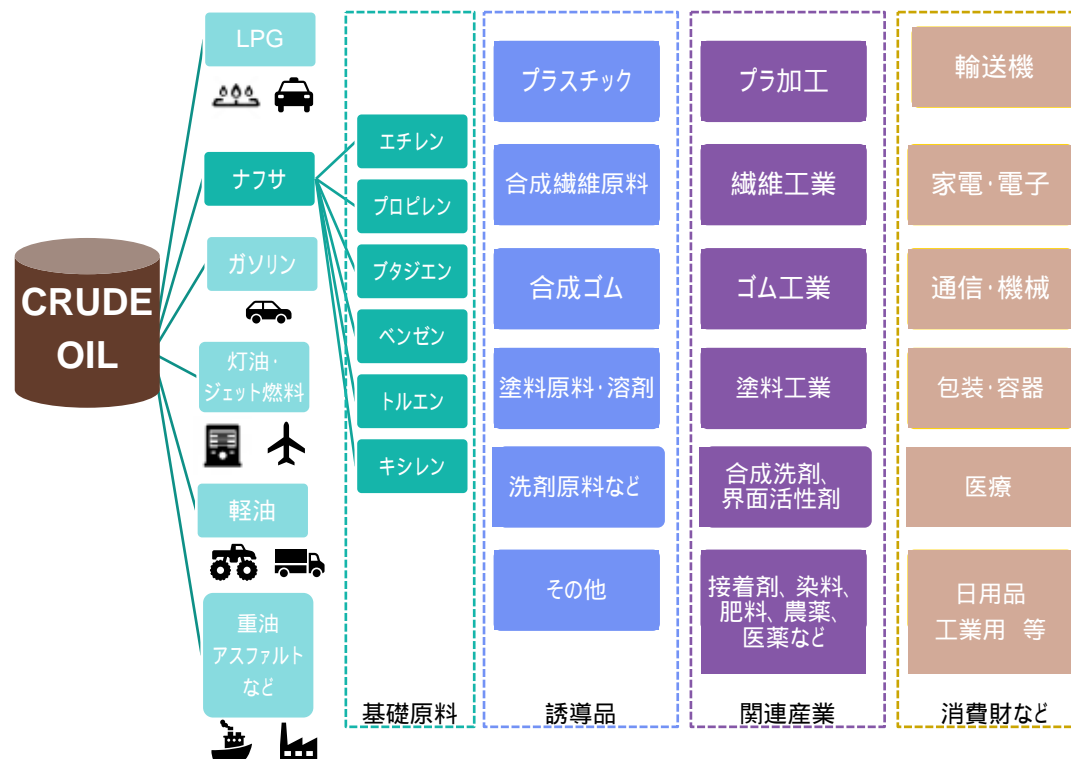 CRUDE
OIL
LPG
ナフサ
ガソリン
灯油・
ジェット燃料
軽油
重油
アスファルト
など
エチレン
プロピレン
ブタジエン
ベンゼン
トルエン
キシレン
基礎原料
プラスチック
合成繊維原料
合成ゴム
塗料原料・溶剤
洗剤原料など
その他
誘導品
プラ加工
繊維工業
ゴム工業
塗料工業
合成洗剤、
界面活性剤
接着剤、染料、
肥料、農薬、
医薬など
関連産業
輸送機
家電・電子
通信・機械
包装・容器
医療
日用品
工業用 等
消費財など